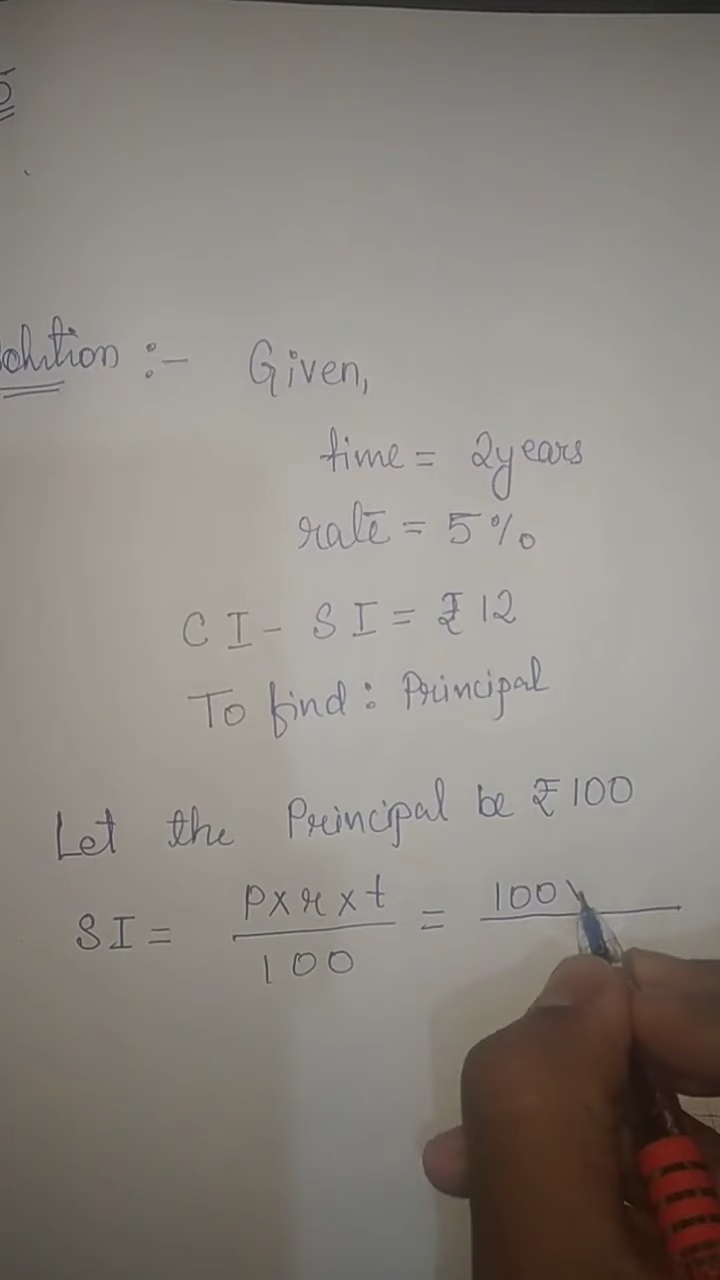 Solution :- Given,
time = 2years
rate = 5%
CI - SI = ₹12
To find : Principal
Let the Principal be ₹100
SI = P×r×t / 100 = 100